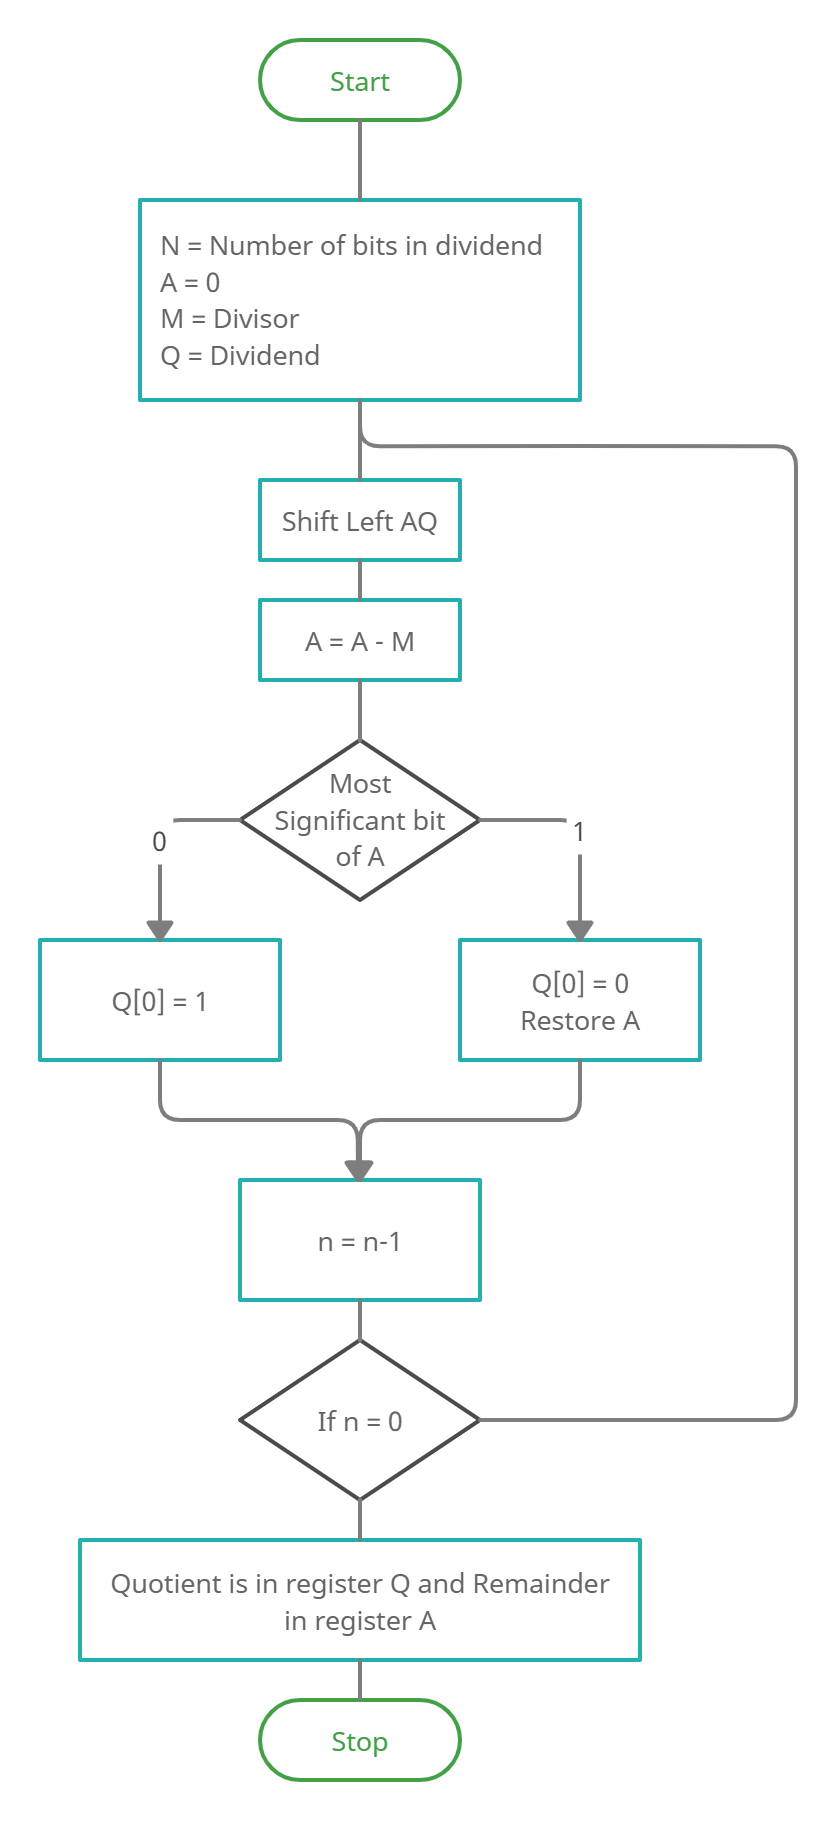 Start
N = Number of bits in dividend
A = 0
M = Divisor
Q = Dividend
Shift Left AQ
A = A - M
Most
Significant bit
of A
0
1
Q[0] = 1
Q[0] = 0
Restore A
n = n-1
If n = 0
Quotient is in register Q and Remainder
in register A
Stop